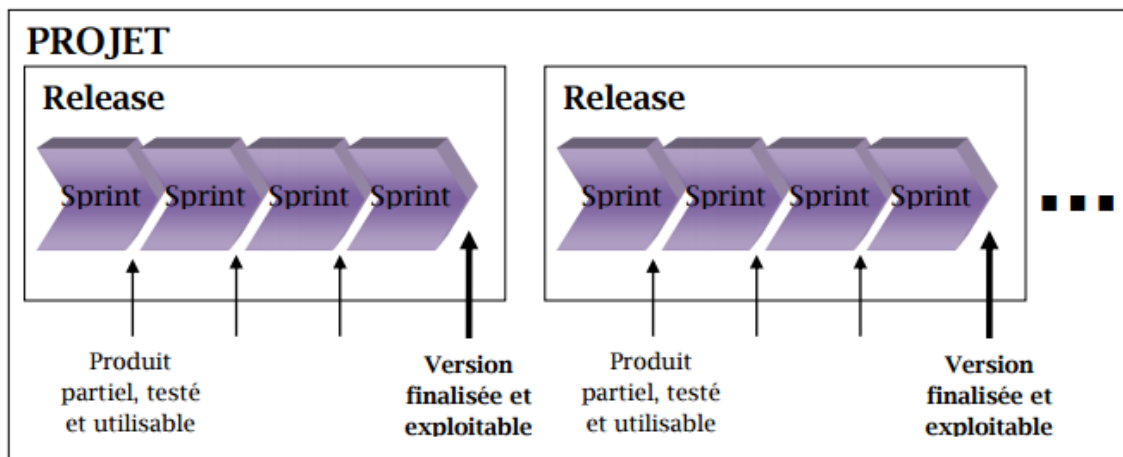 PROJET
Release
Sprint Sprint Sprint Sprint
Produit
partiel, testé
et utilisable
Version
finalisée et
exploitable
Release
Sprint Sprint Sprint Sprint
Produit
partiel, testé
et utilisable
Version
finalisée et
exploitable
...